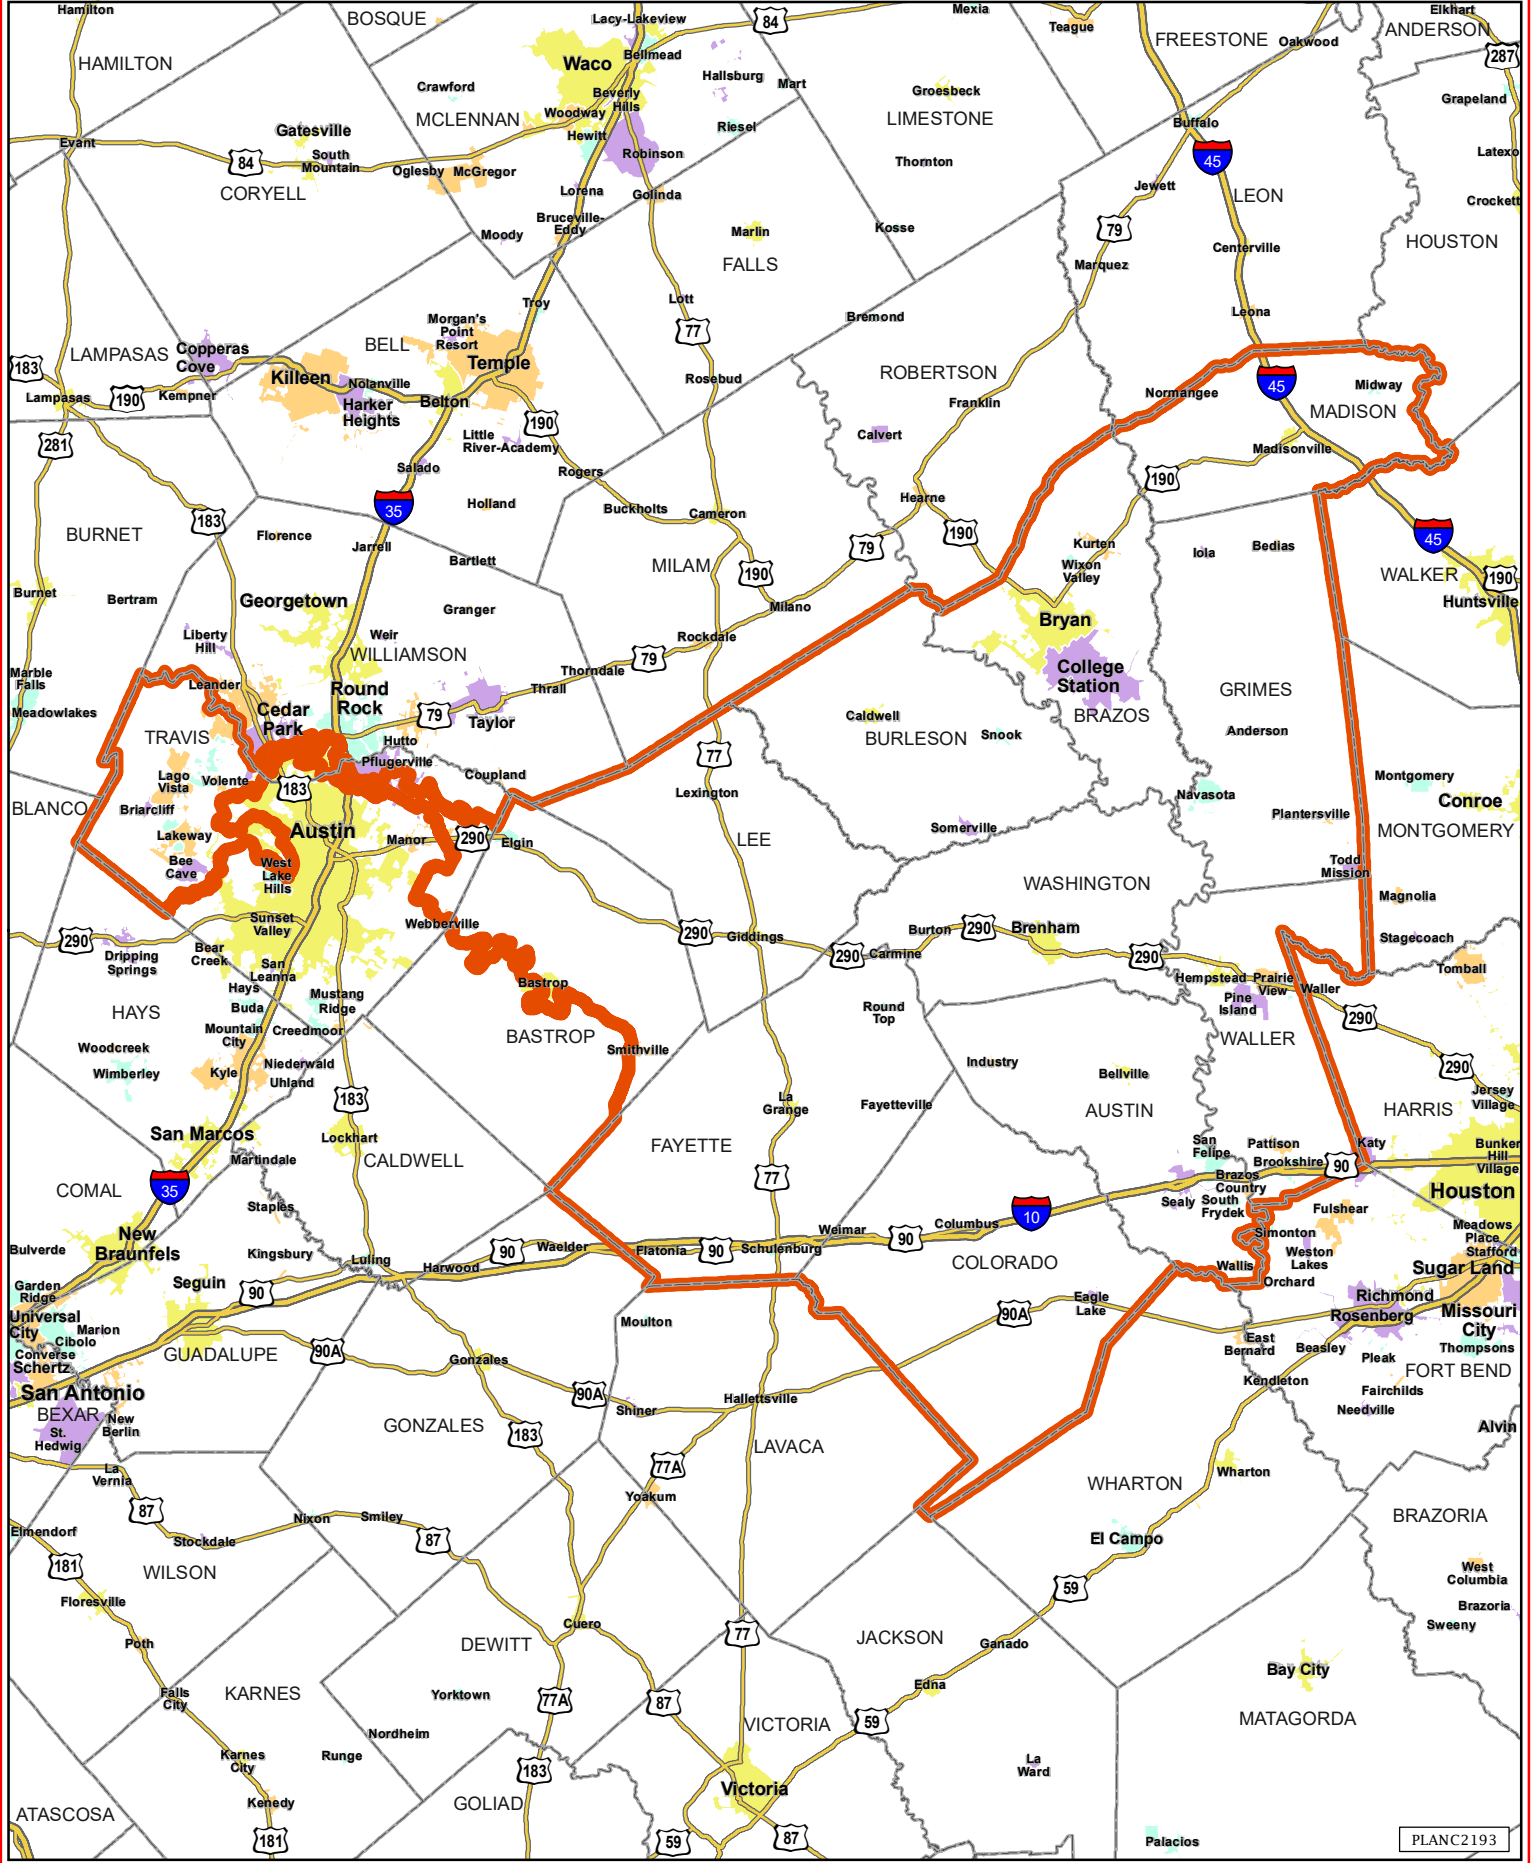 Hamilton
BOSQUE
Lacy-Lakeview
84
Mexia
Teague
FREESTONE
Oakwood
Elkhart
ANDERSON
287
HAMILTON
Waco
Bellmead
Hallsburg
Mart
Crawford
Beverly
Hills
Groesbeck
Grapeland
MCLENNAN
Woodway
Hewitt
Riesel
LIMESTONE
Buffalo
Evant
Gatesville
South
Mountain
84
Oglesby
McGregor
Robinson
Thornton
45
Latexo
CORYELL
Lorena
Golinda
Jewett
LEON
Crockett
Bruceville-
Eddy
Moody
Marlin
Kosse
79
HOUSTON
FALLS
Centerville
Marquez
Troy
Lott
Leona
Morgan's
Point
Resort
77
Bremond
LAMPASAS
Copperas
Cove
BELL
Temple
183
Killeen
Nolanville
Rosebud
ROBERTSON
45
Midway
Lampasas
190
Kempner
Harker
Heights
Belton
Franklin
Normangee
MADISON
190
281
Little
River-Academy
Calvert
Madisonville
Salado
Rogers
190
35
Holland
Buckholts
Cameron
Hearne
BURNET
183
Florence
Jarrell
79
190
Kurten
Iola
Bedias
45
Bartlett
MILAM
190
Wixon
Valley
WALKER
190
Burnet
Bertram
Georgetown
Granger
Milano
Bryan
Huntsville
Liberty
Hill
Weir
Rockdale
WILLIAMSON
79
College
Station
Marble
Falls
Leander
Round
Rock
Thorndale
Thrall
GRIMES
Meadowlakes
Cedar
Park
79
Taylor
Caldwell
BRAZOS
TRAVIS
Hutto
BURLESON
Snook
Anderson
Pflugerville
77
Lago
Vista
Volente
183
Coupland
Lexington
Montgomery
Navasota
Conroe
BLANCO
Briarcliff
Plantersville
Lakeway
Austin
Manor
290
Elgin
LEE
Somerville
MONTGOMERY
Bee
Cave
West
Lake
Hills
Todd
Mission
WASHINGTON
Magnolia
Sunset
Valley
Webberville
290
Giddings
Burton
290
Brenham
Stagecoach
290
Dripping
Springs
Bear
Creek
290
Carmine
290
San
Leanna
Bastrop
Hempstead
Prairie
View
Waller
Tomball
Hays
Mustang
Ridge
Pine
Island
HAYS
Buda
Round
Top
290
Mountain
City
Creedmoor
BASTROP
WALLER
Woodcreek
Smithville
Industry
290
Wimberley
Kyle
Niederwald
Uhland
Bellville
183
La
Grange
Fayetteville
AUSTIN
HARRIS
Jersey
Village
San Marcos
Lockhart
FAYETTE
San
Felipe
Pattison
Katy
Bunker
Hill
Village
Martindale
CALDWELL
Brookshire
90
COMAL
35
77
Brazos
Country
Houston
Staples
10
Sealy
South
Frydek
Fulshear
New
Braunfels
Weimar
Columbus
Simonton
Meadows
Place
Bulverde
Kingsbury
Luling
Harwood
90
Waelder
Flatonia
90
Schulenburg
90
COLORADO
Weston
Lakes
Stafford
Garden
Ridge
Seguin
90
Wallis
Orchard
Sugar Land
Universal
City
Marion
Cibolo
Moulton
90A
Eagle
Lake
Richmond
Rosenberg
Missouri
City
Converse
Schertz
GUADALUPE
90A
Gonzales
East
Bernard
Beasley
Pleak
Thompsons
San Antonio
90A
Hallettsville
Kendleton
FORT BEND
BEXAR
New
Berlin
Shiner
Fairchilds
St.
Hedwig
GONZALES
183
Needville
Alvin
La
Vernia
77A
LAVACA
WHARTON
Wharton
87
Yoakum
Elmendorf
Stockdale
Nixon
Smiley
87
El Campo
BRAZORIA
181
WILSON
West
Columbia
Floresville
59
Brazoria
Poth
Cuero
77
JACKSON
Ganado
Sweeny
DEWITT
Bay City
Falls
City
KARNES
Yorktown
77A
87
Edna
Nordheim
VICTORIA
59
MATAGORDA
Karnes
City
Runge
183
La
Ward
Kenedy
GOLIAD
Victoria
ATASCOSA
181
59
87
Palacios
PLANC2193